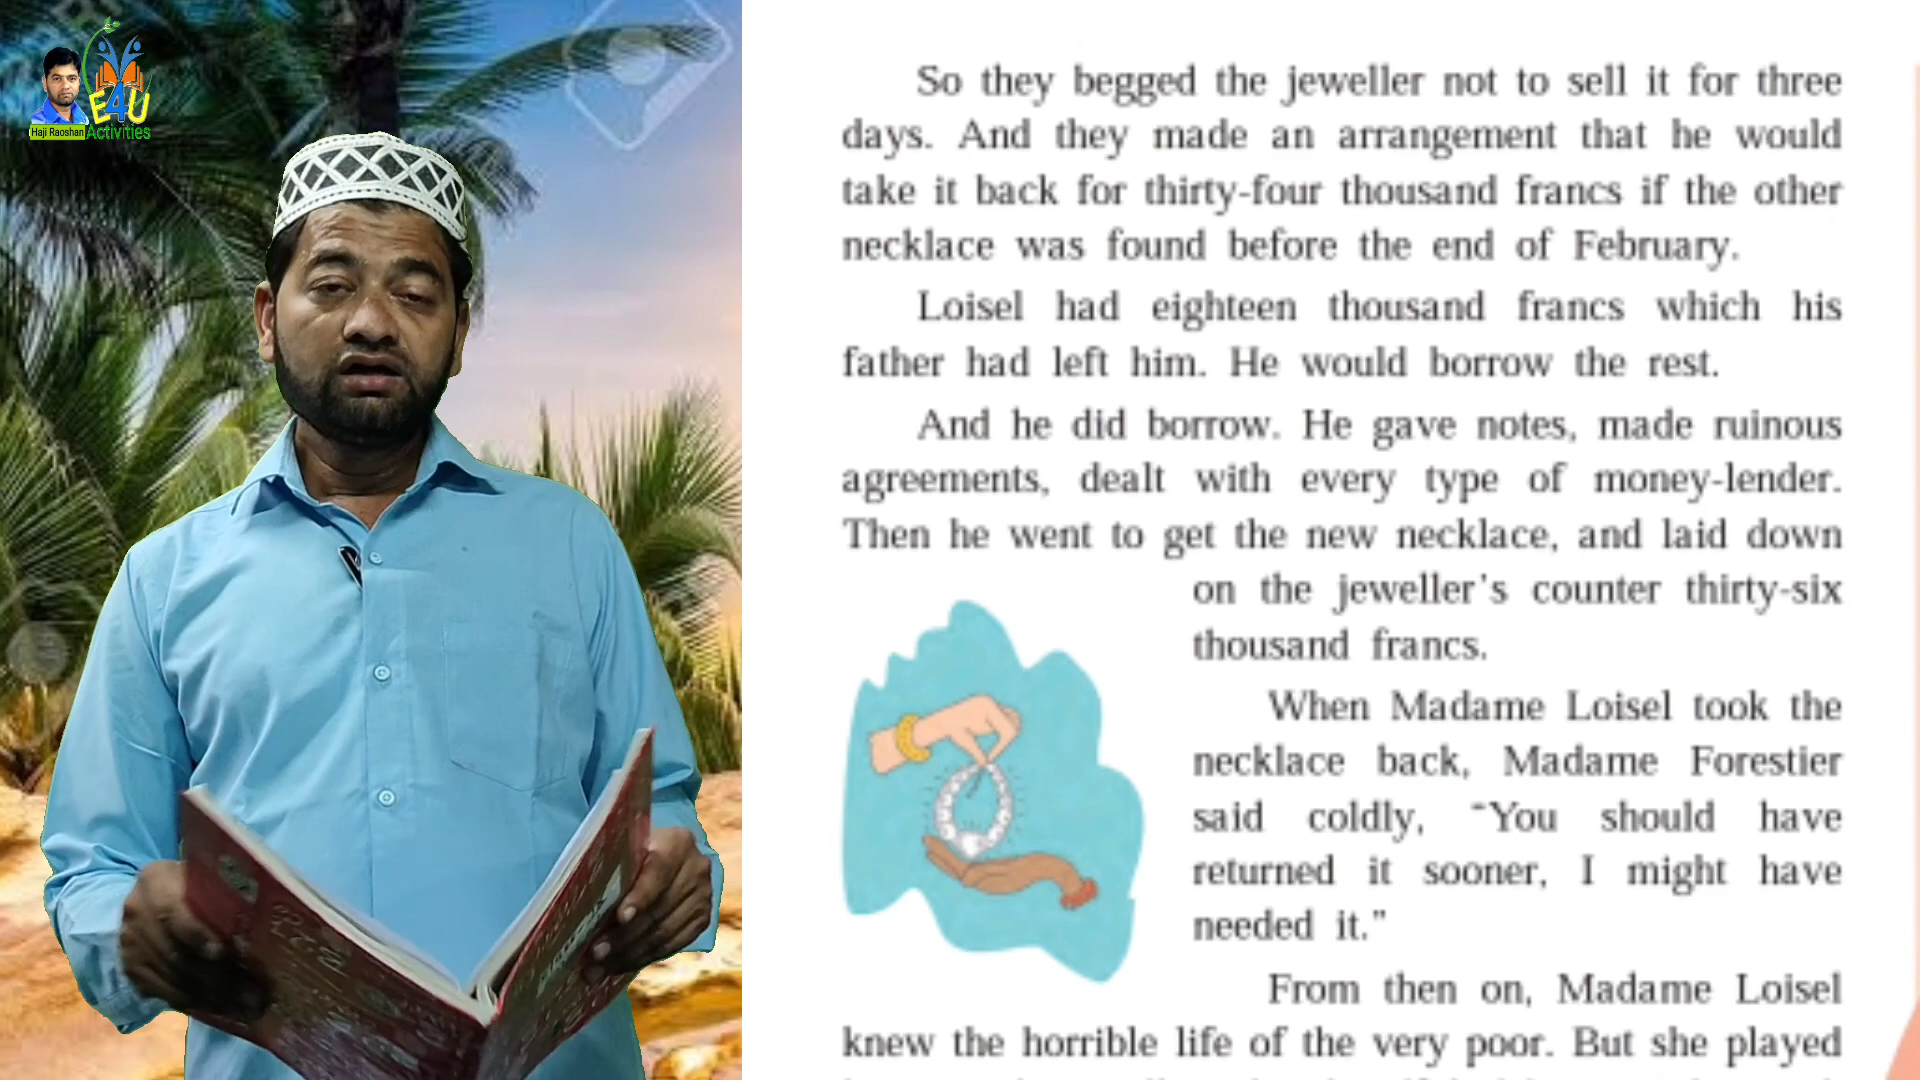 Haji Raoshan
E4U
Activities
So they begged the jeweller not to sell it for three
days. And they made an arrangement that he would
take it back for thirty-four thousand francs if the other
necklace was found before the end of February.
Loisel had eighteen thousand francs which his
father had left him. He would borrow the rest.
And he did borrow. He gave notes, made ruinous
agreements, dealt with every type of money-lender.
Then he went to get the new necklace, and laid down
on the jeweller's counter thirty-six
thousand francs.
When Madame Loisel took the
necklace back, Madame Forestier
said coldly, "You should have
returned it sooner, I might have
needed it."
From then on, Madame Loisel
knew the horrible life of the very poor. But she played